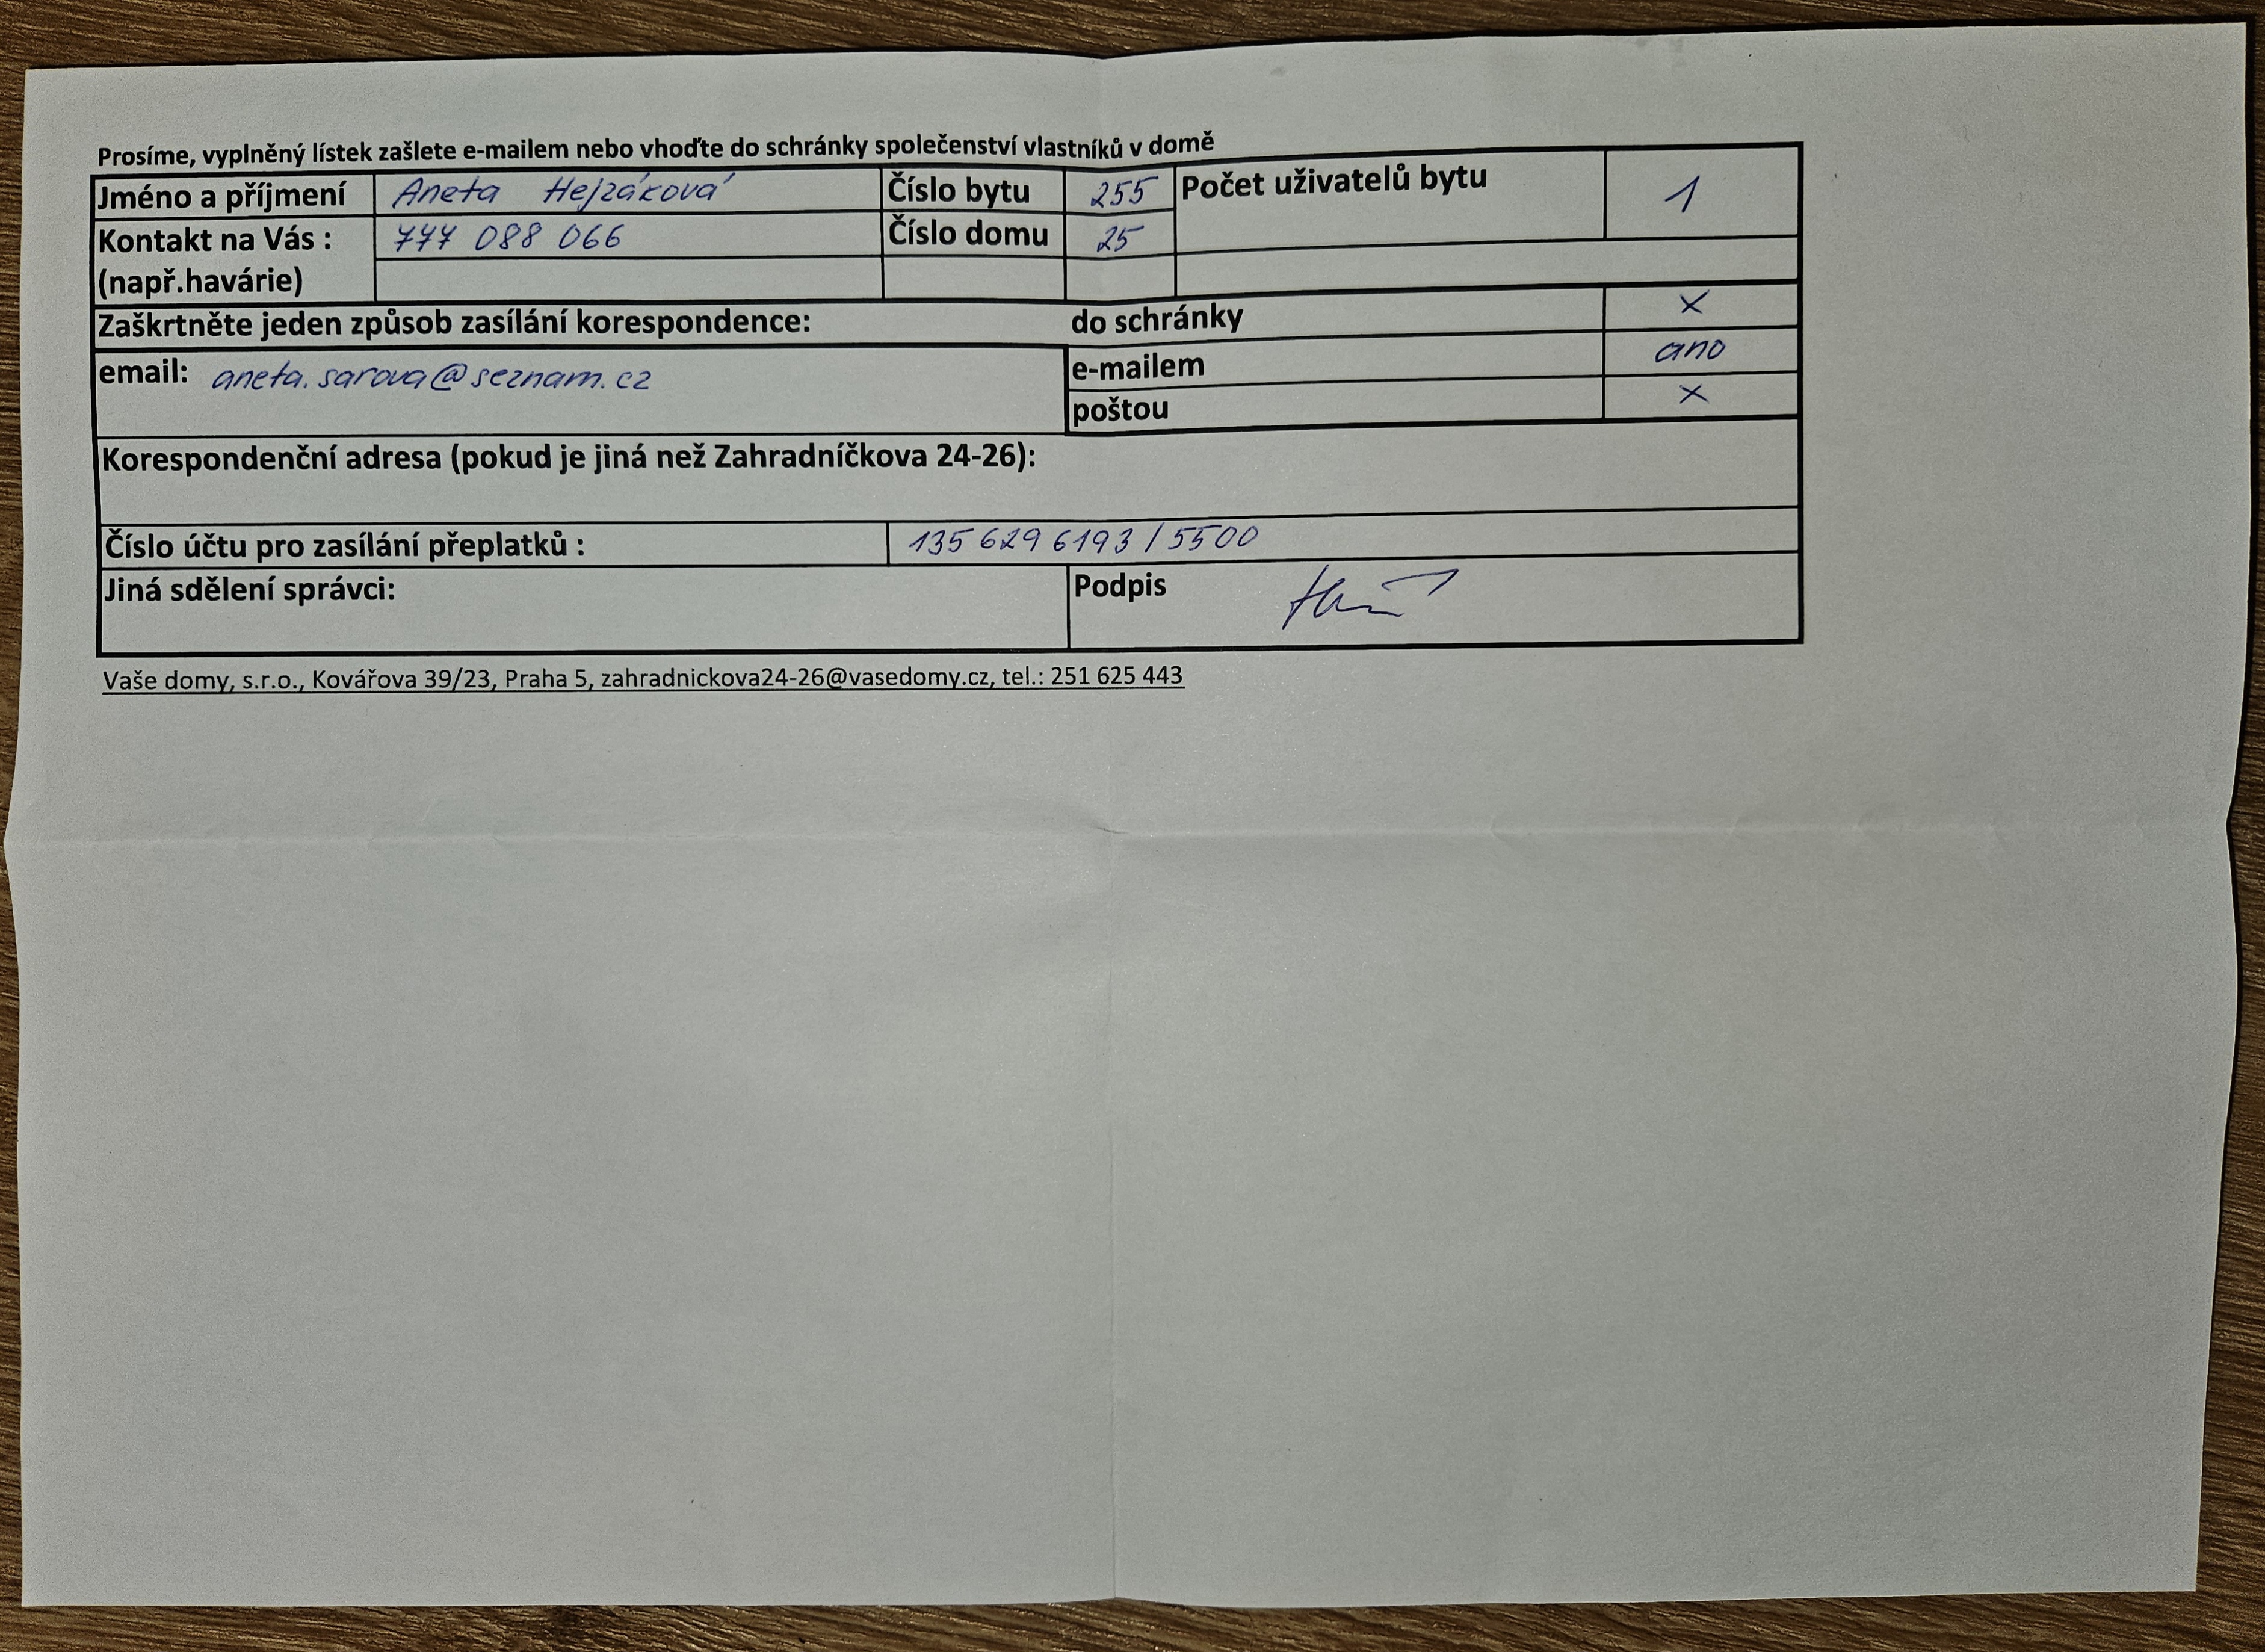 Prosíme, vyplněný lístek zašlete e-mailem nebo vhoďte do schránky společenství vlastníků v domě
Jméno a příjmení Aneta Hejzáková Číslo bytu 255 Počet uživatelů bytu 1
Kontakt na Vás : 777 088 066 Číslo domu 25
(např.havárie)
Zaškrtněte jeden způsob zasílání korespondence: do schránky X
email: aneta.sarova@seznam.cz e-mailem ano
poštou X
Korespondenční adresa (pokud je jiná než Zahradníčkova 24-26):
Číslo účtu pro zasílání přeplatků : 135 629 6193 / 5500
Jiná sdělení správci: Podpis
Vaše domy, s.r.o., Kovářova 39/23, Praha 5, zahradnickova24-26@vasedomy.cz, tel.: 251 625 443